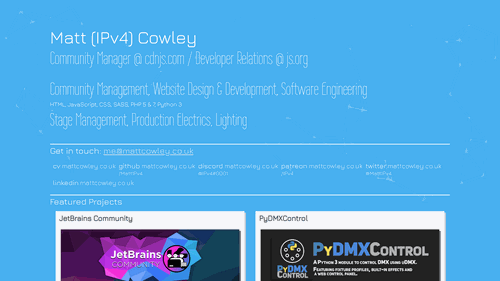 Matt (IPv4) Cowley
Community Manager @ cdnjs.com / Developer Relations @ js.org
Community Management, Website Design & Development, Software Engineering
HTML, JavaScript, CSS, SASS, PHP 5 & 7, Python 3
Stage Management, Production Electrics, Lighting
Get in touch: me@mattcowley.co.uk
cv.mattcowley.co.uk github.mattcowley.co.uk discord.mattcowley.co.uk patreon.mattcowley.co.uk twitter.mattcowley.co.uk
linkedin.mattcowley.co.uk
Featured Projects
JetBrains Community
PyDMXControl
JetBrains
COMMUNITY
PyDMXControl
A Python 3 module to control DMX using uDMX.
Featuring fixture profiles, built-in effects and
a web control panel.
PYDMX
CONTROL